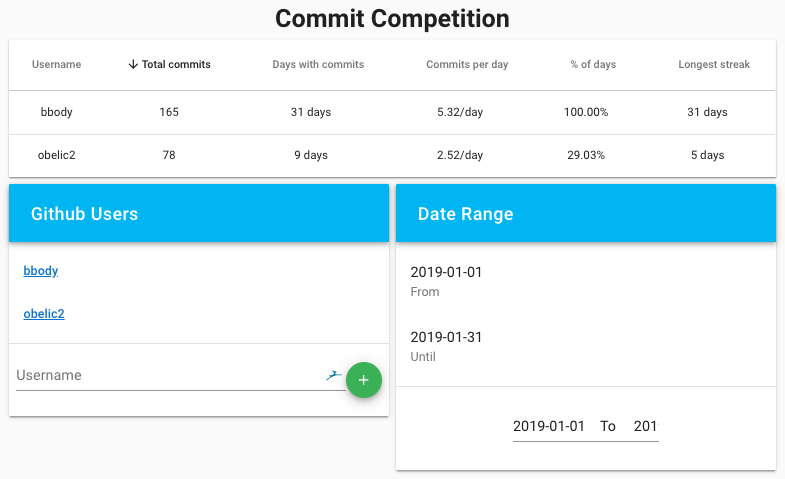 Commit Competition
Username Total commits Days with commits Commits per day % of days Longest streak
bbody 165 31 days 5.32/day 100.00% 31 days
obelic2 78 9 days 2.52/day 29.03% 5 days
Github Users
bbody
obelic2
Username
+
Date Range
2019-01-01
From
2019-01-31
Until
2019-01-01 To 201